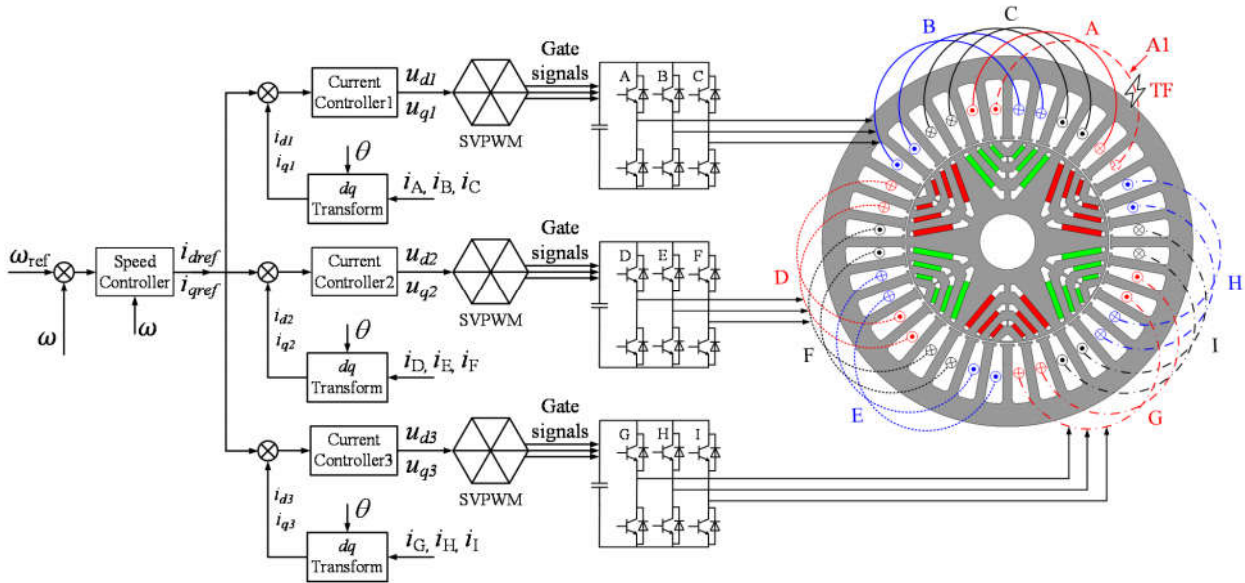 ω_ref
ω
Speed
Controller
ω
i_dref
i_qref
Current
Controller1
u_d1
u_q1
SVPWM
Gate
signals
A B C
i_d1
i_q1
θ
dq
Transform
i_A, i_B, i_C
Current
Controller2
u_d2
u_q2
SVPWM
Gate
signals
D E F
i_d2
i_q2
θ
dq
Transform
i_D, i_E, i_F
Current
Controller3
u_d3
u_q3
SVPWM
Gate
signals
G H I
i_d3
i_q3
θ
dq
Transform
i_G, i_H, i_I
C
B
A
A1
TF
D
H
F
I
E
G